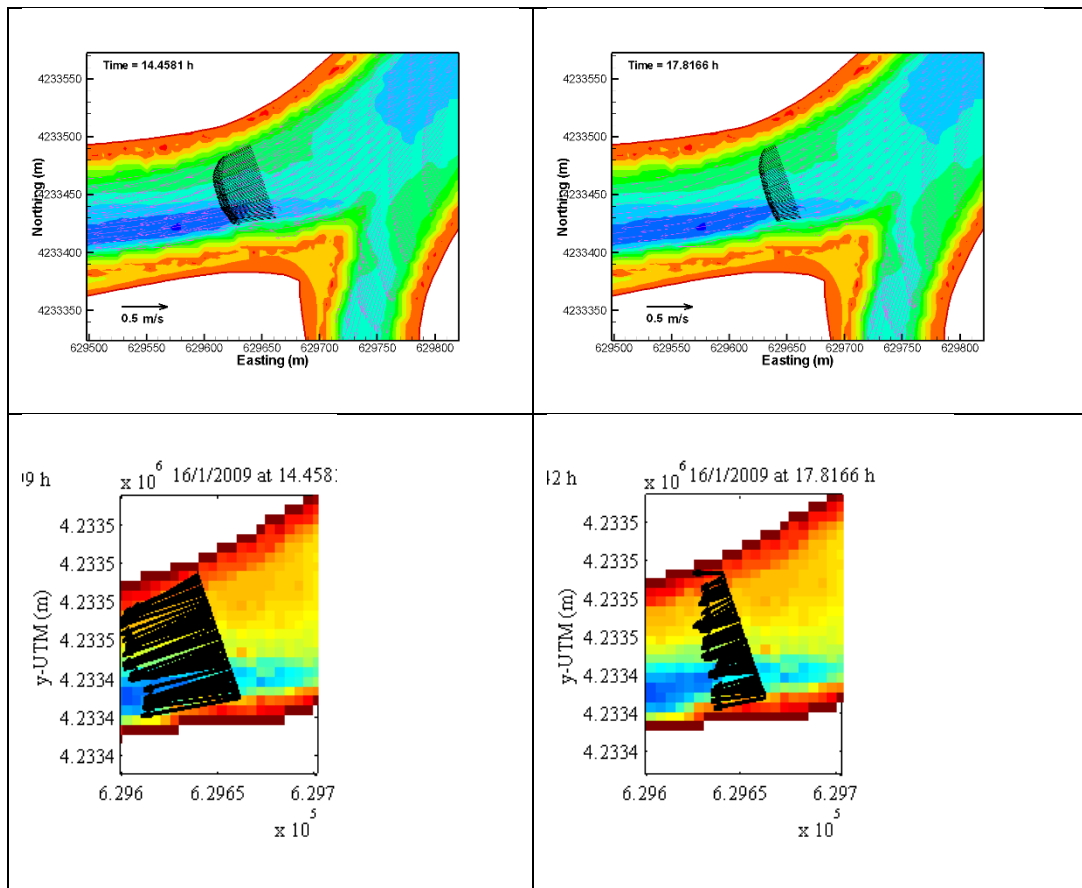 Time = 14.4581 h
4233550
4233500
4233450
4233400
4233350
Northing (m)
0.5 m/s
629500 629550 629600 629650 629700 629750 629800
Easting (m)
Time = 17.8166 h
4233550
4233500
4233450
4233400
4233350
Northing (m)
0.5 m/s
629500 629550 629600 629650 629700 629750 629800
Easting (m)
9 h
x 10^6 16/1/2009 at 14.458
4.2335
4.2335
4.2335
4.2335
4.2334
4.2334
4.2334
y-UTM (m)
6.296 6.2965 6.297
x 10^5
2 h
x 10^6 16/1/2009 at 17.8166 h
4.2335
4.2335
4.2335
4.2335
4.2334
4.2334
4.2334
y-UTM (m)
6.296 6.2965 6.297
x 10^5